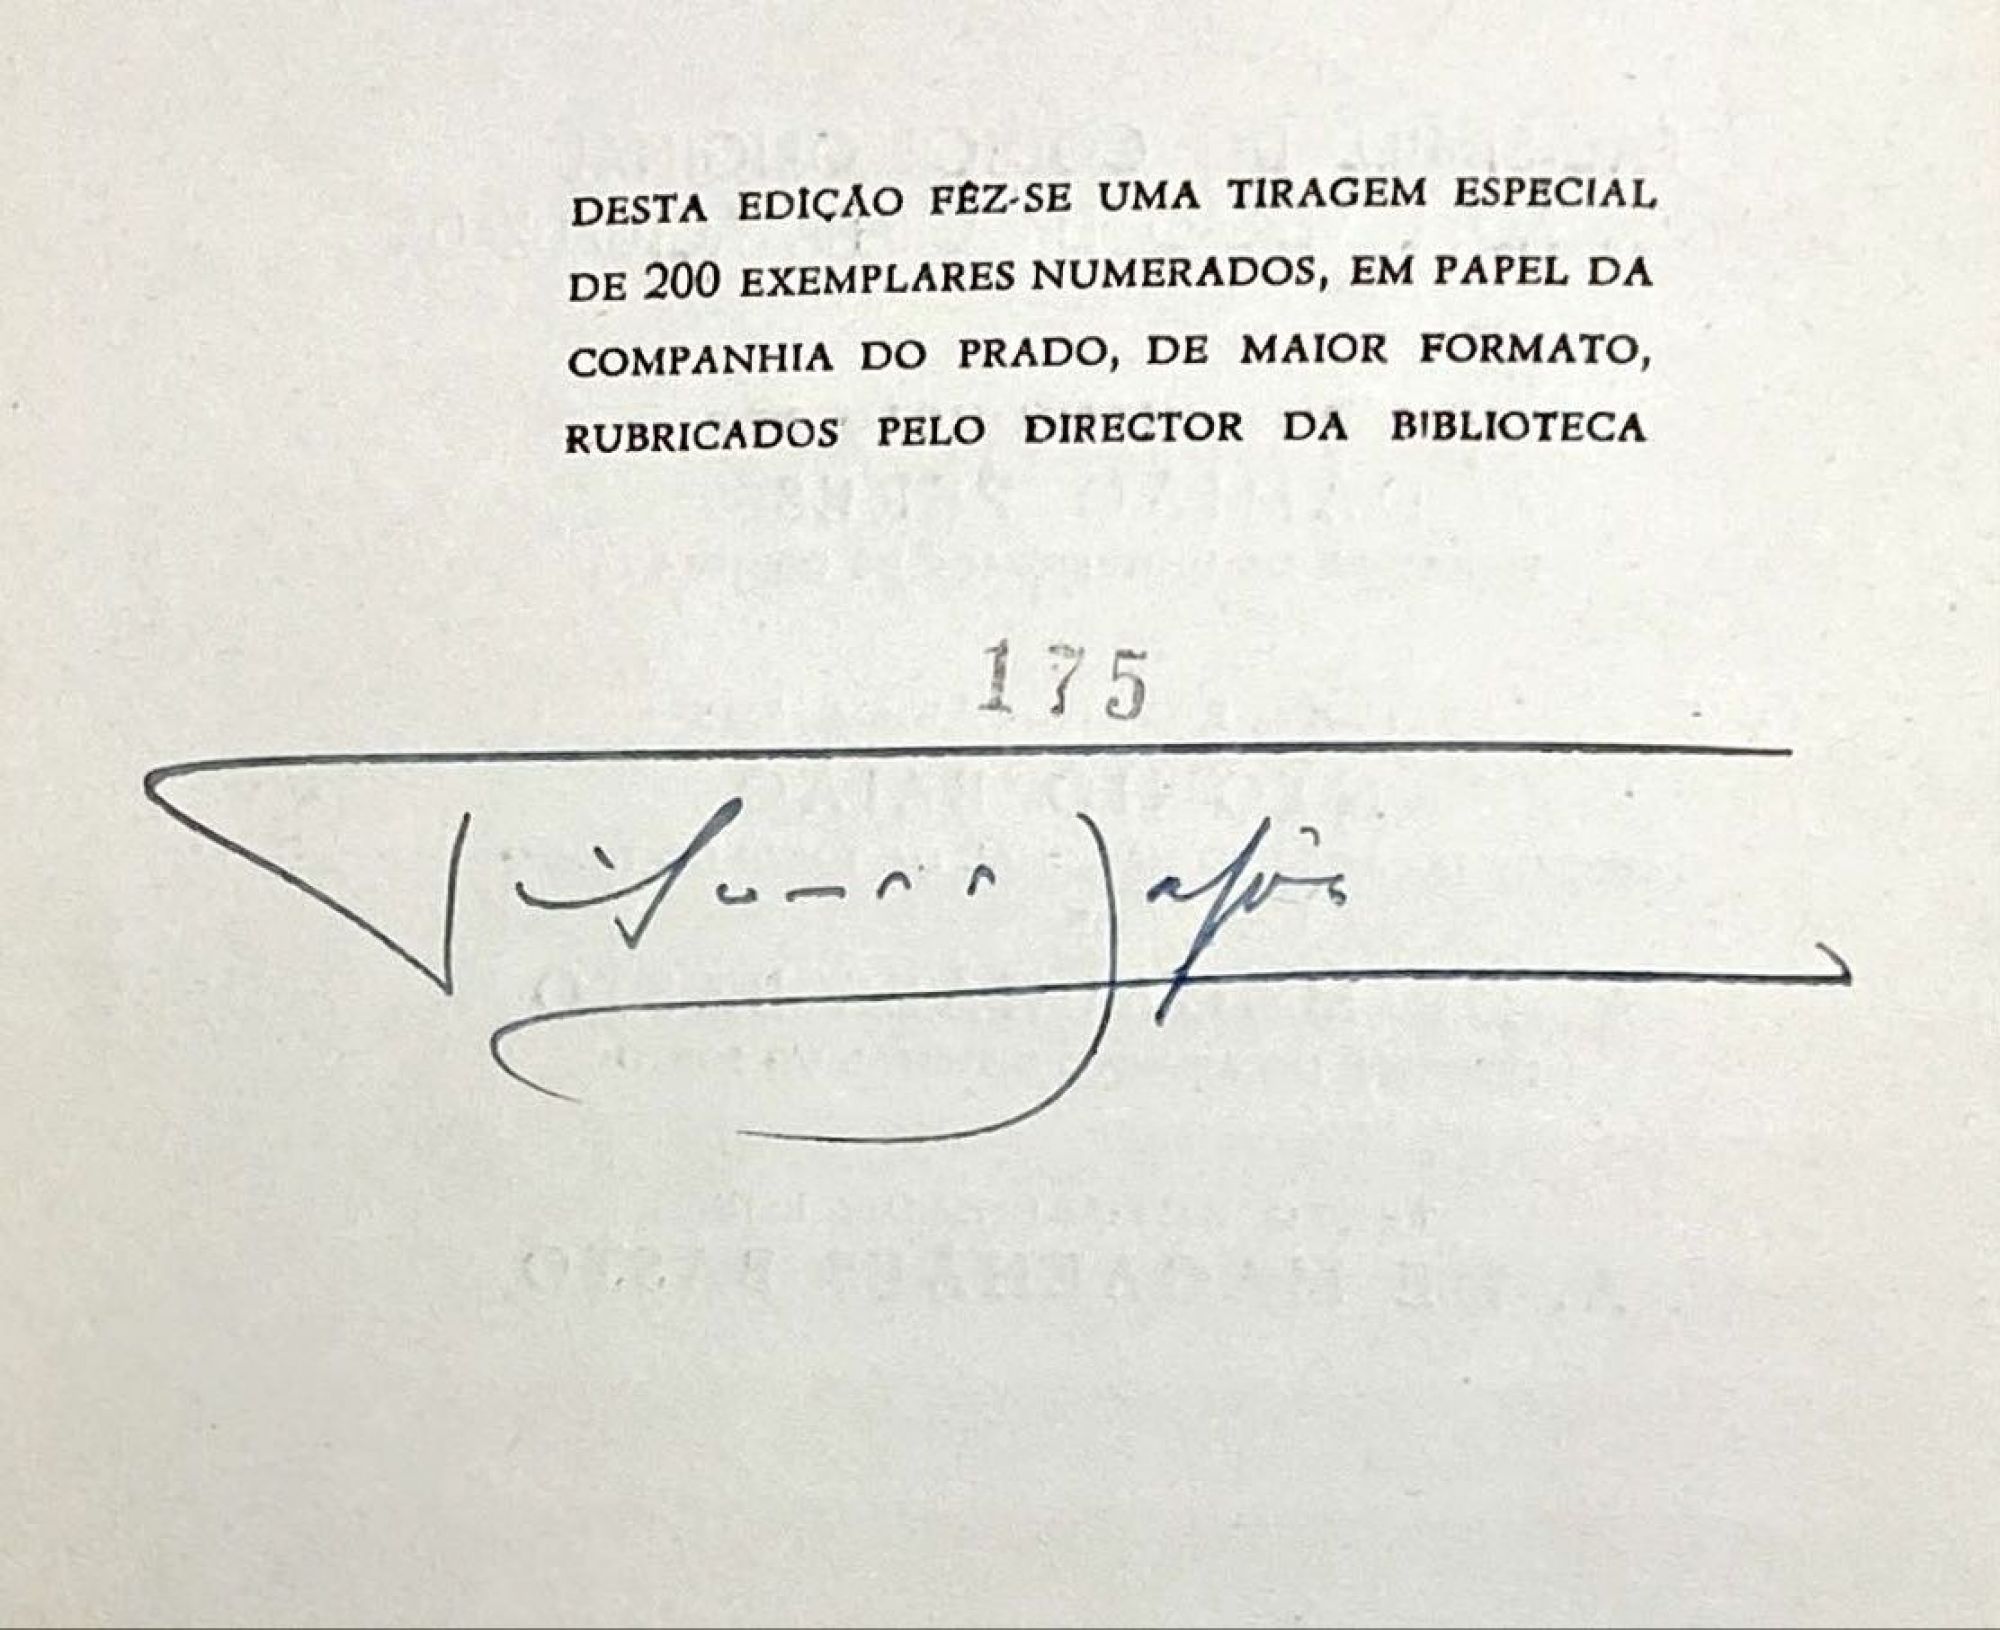 DESTA EDIÇÃO FÊZ-SE UMA TIRAGEM ESPECIAL
DE 200 EXEMPLARES NUMERADOS, EM PAPEL DA
COMPANHIA DO PRADO, DE MAIOR FORMATO,
RUBRICADOS PELO DIRECTOR DA BIBLIOTECA
175